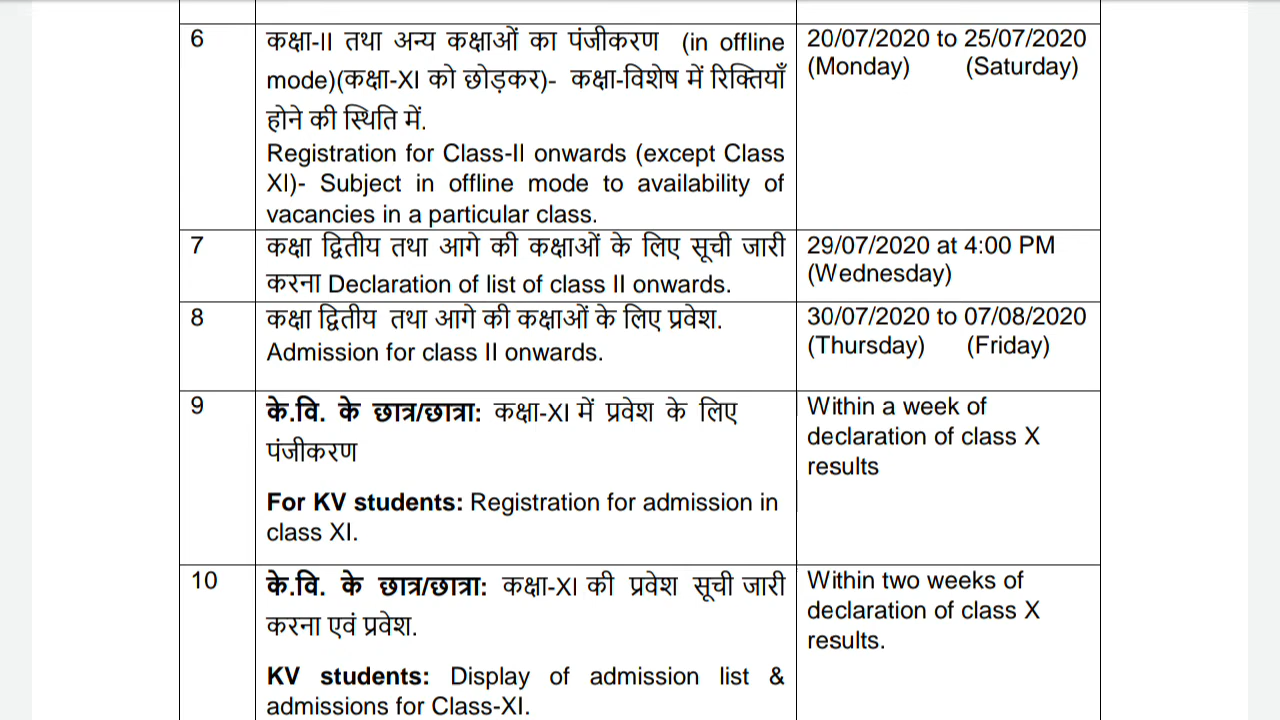 6
कक्षा-II तथा अन्य कक्षाओं का पंजीकरण (in offline
mode)(कक्षा-XI को छोड़कर)- कक्षा-विशेष में रिक्तियाँ
होने की स्थिति में.
Registration for Class-II onwards (except Class
XI)- Subject in offline mode to availability of
vacancies in a particular class.
20/07/2020 to 25/07/2020
(Monday) (Saturday)
7
कक्षा द्वितीय तथा आगे की कक्षाओं के लिए सूची जारी
करना Declaration of list of class II onwards.
29/07/2020 at 4:00 PM
(Wednesday)
8
कक्षा द्वितीय तथा आगे की कक्षाओं के लिए प्रवेश.
Admission for class II onwards.
30/07/2020 to 07/08/2020
(Thursday) (Friday)
9
के.वि. के छात्र/छात्रा: कक्षा-XI में प्रवेश के लिए
पंजीकरण
For KV students: Registration for admission in
class XI.
Within a week of
declaration of class X
results
10
के.वि. के छात्र/छात्रा: कक्षा-XI की प्रवेश सूची जारी
करना एवं प्रवेश.
KV students: Display of admission list &
admissions for Class-XI.
Within two weeks of
declaration of class X
results.